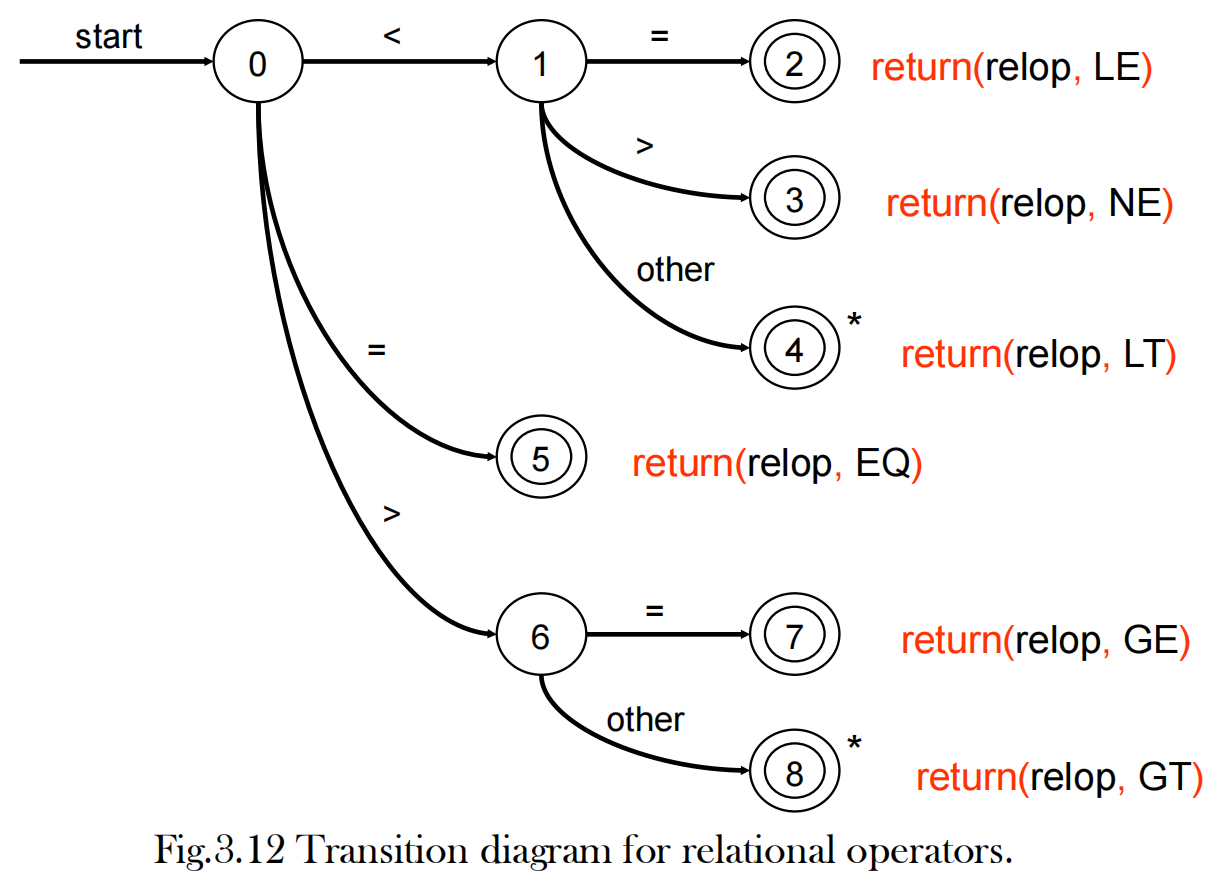 start
0
<
1
=
2
return(relop, LE)
>
3
return(relop, NE)
other
4
*
return(relop, LT)
=
5
return(relop, EQ)
>
6
=
7
return(relop, GE)
other
8
*
return(relop, GT)
Fig.3.12 Transition diagram for relational operators.